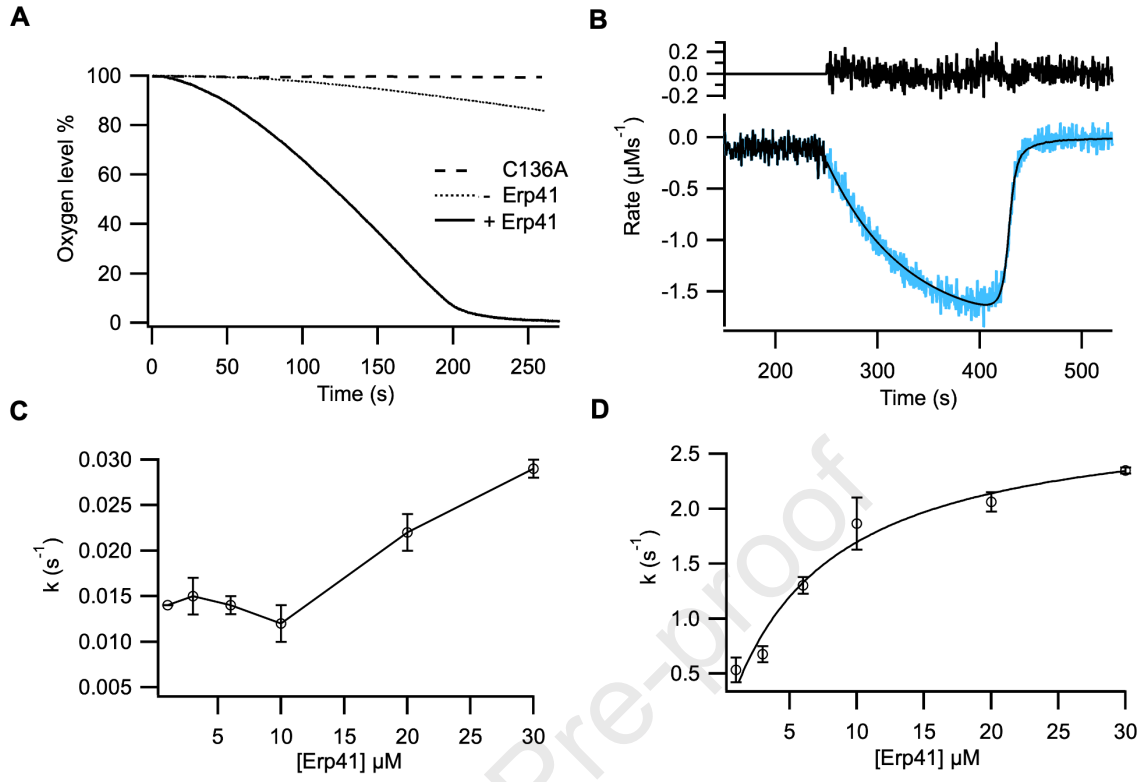 A
100
80
60
40
20
0
Oxygen level %
C136A
- Erp41
+ Erp41
0 50 100 150 200 250
Time (s)
B
0.2
0.0
-0.2
0.0
-0.5
-1.0
-1.5
Rate (µMs⁻¹)
200 300 400 500
Time (s)
C
0.030
0.025
0.020
0.015
0.010
0.005
k (s⁻¹)
5 10 15 20 25 30
[Erp41] µM
D
2.5
2.0
1.5
1.0
0.5
k (s⁻¹)
5 10 15 20 25 30
[Erp41] µM
Pre-proof